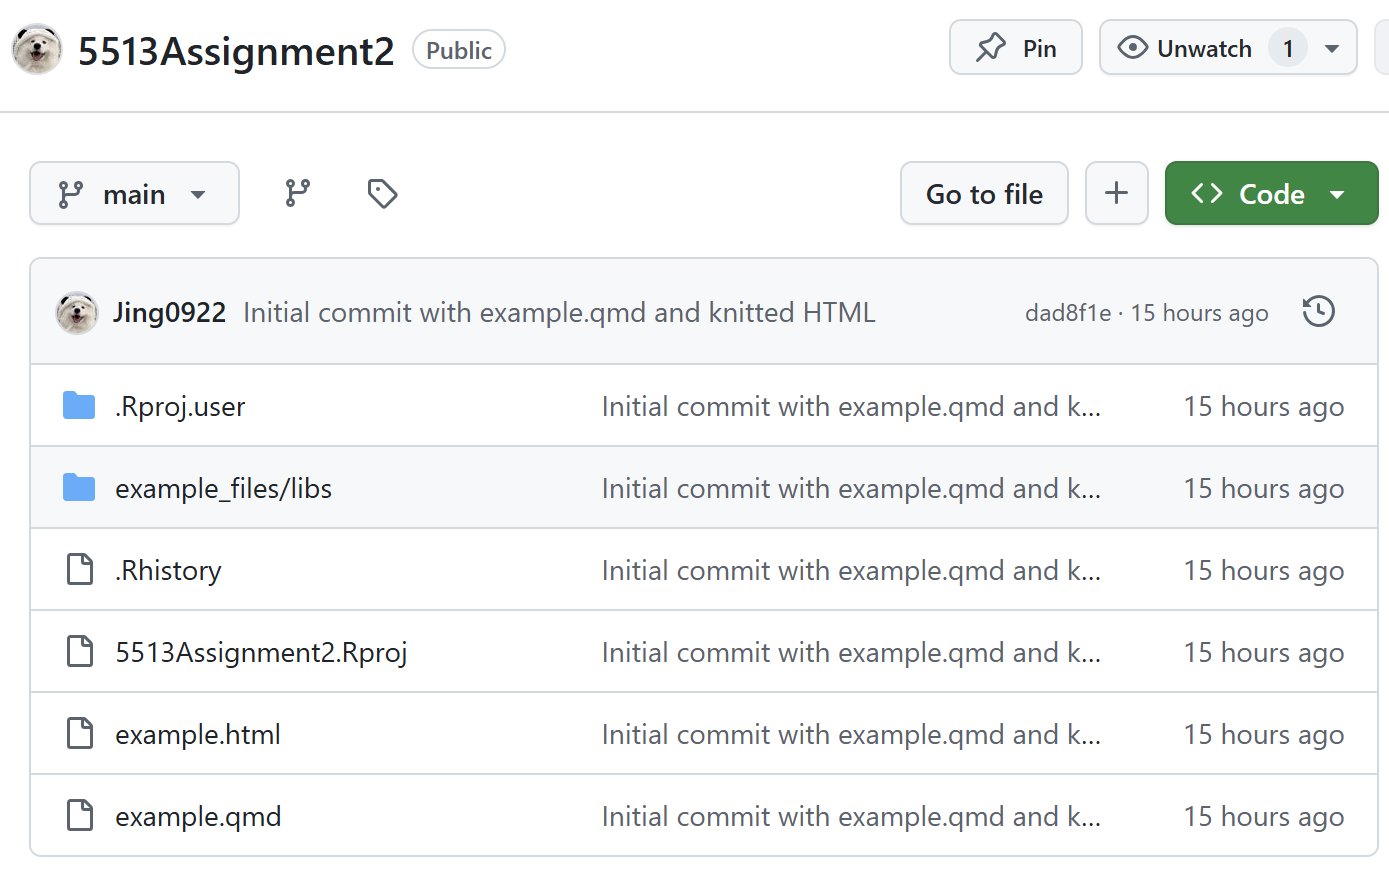 5513Assignment2 Public Pin Unwatch 1
main Go to file Code
Jing0922 Initial commit with example.qmd and knitted HTML dad8f1e · 15 hours ago
.Rproj.user Initial commit with example.qmd and k... 15 hours ago
example_files/libs Initial commit with example.qmd and k... 15 hours ago
.Rhistory Initial commit with example.qmd and k... 15 hours ago
5513Assignment2.Rproj Initial commit with example.qmd and k... 15 hours ago
example.html Initial commit with example.qmd and k... 15 hours ago
example.qmd Initial commit with example.qmd and k... 15 hours ago